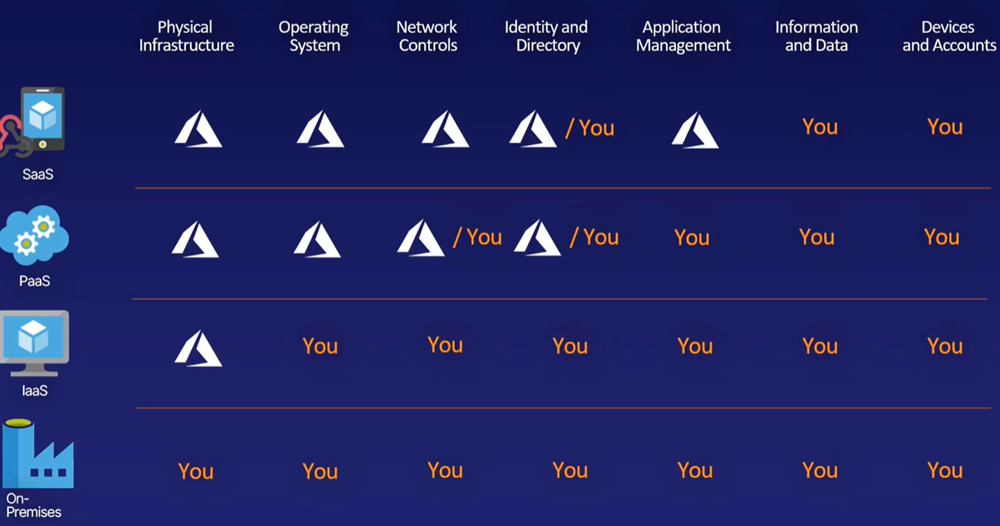 Physical Infrastructure
Operating System
Network Controls
Identity and Directory
Application Management
Information and Data
Devices and Accounts
SaaS
/ You
You
You
PaaS
/ You
/ You
You
You
You
IaaS
You
You
You
You
You
You
On-
Premises
You
You
You
You
You
You
You